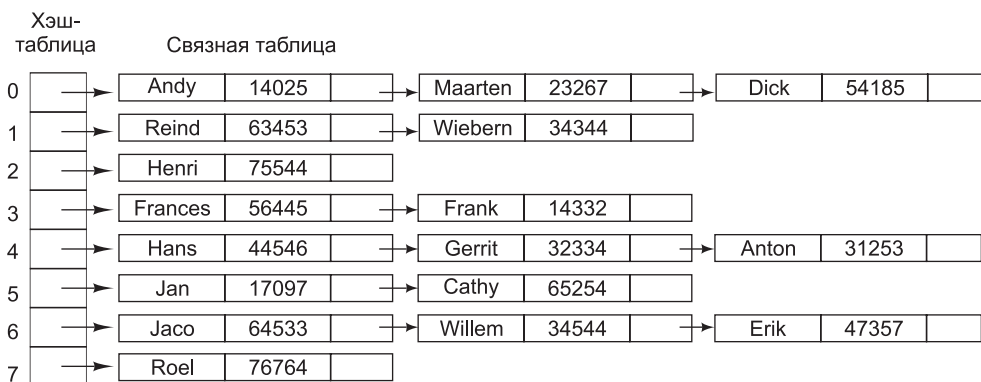 Хэш-
таблица
Связная таблица
0 Andy 14025 Maarten 23267 Dick 54185
1 Reind 63453 Wiebern 34344
2 Henri 75544
3 Frances 56445 Frank 14332
4 Hans 44546 Gerrit 32334 Anton 31253
5 Jan 17097 Cathy 65254
6 Jaco 64533 Willem 34544 Erik 47357
7 Roel 76764